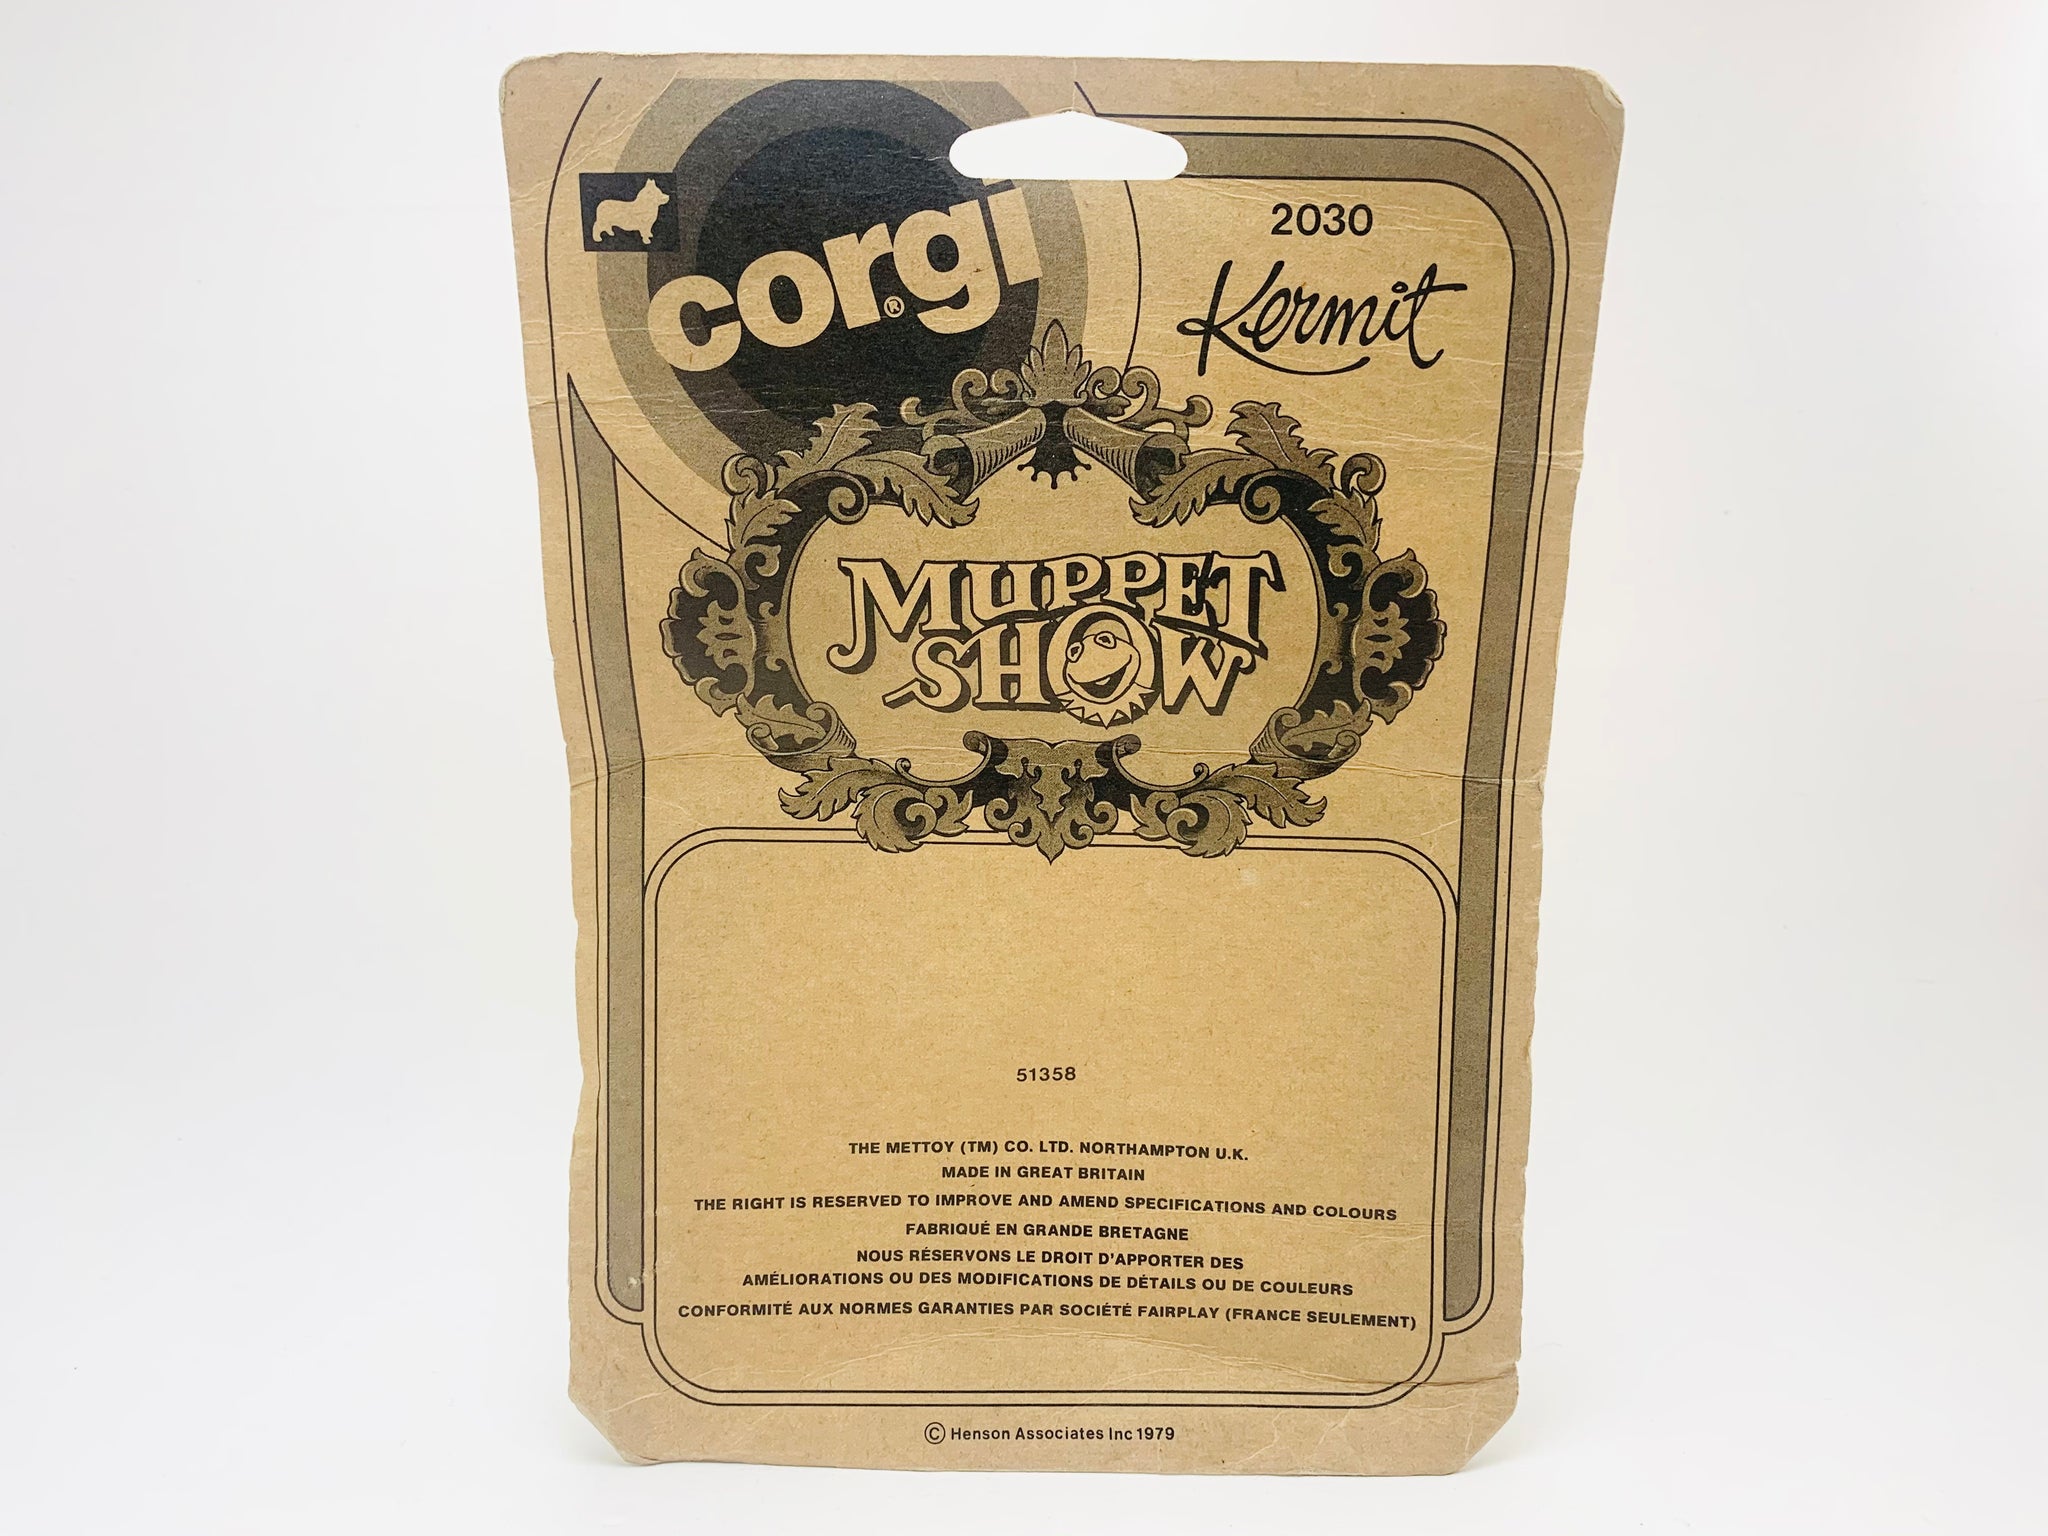 corgi®
2030
Kermit
MUPPET
SHOW
51358
THE METTOY (TM) CO. LTD. NORTHAMPTON U.K.
MADE IN GREAT BRITAIN
THE RIGHT IS RESERVED TO IMPROVE AND AMEND SPECIFICATIONS AND COLOURS
FABRIQUÉ EN GRANDE BRETAGNE
NOUS RÉSERVONS LE DROIT D'APPORTER DES
AMÉLIORATIONS OU DES MODIFICATIONS DE DÉTAILS OU DE COULEURS
CONFORMITÉ AUX NORMES GARANTIES PAR SOCIÉTÉ FAIRPLAY (FRANCE SEULEMENT)
© Henson Associates Inc 1979